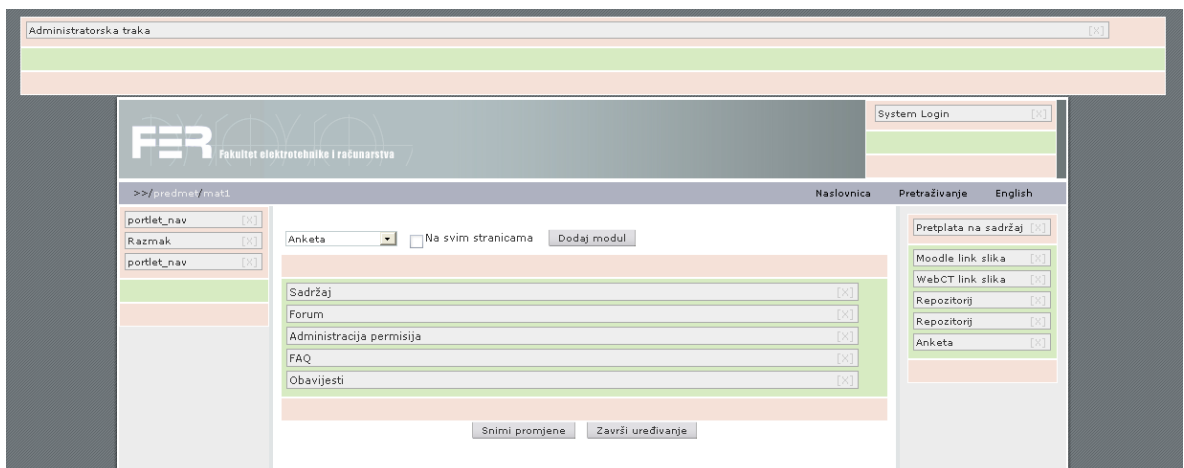 Administratorska traka [X]
FER Fakultet elektrotehnike i računarstva
System Login [X]
>>/predmet/mat1 Naslovnica Pretraživanje English
portlet_nav [X]
Razmak [X]
portlet_nav [X]
Anketa Na svim stranicama Dodaj modul
Sadržaj [X]
Forum [X]
Administracija permisija [X]
FAQ [X]
Obavijesti [X]
Snimi promjene Završi uređivanje
Pretplata na sadržaj [X]
Moodle link slika [X]
WebCT link slika [X]
Repozitorij [X]
Repozitorij [X]
Anketa [X]